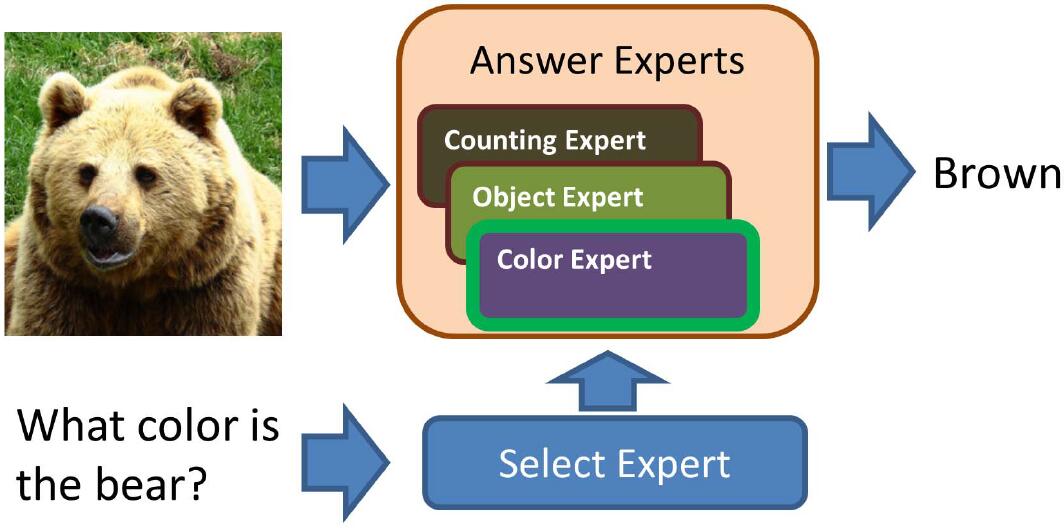 Answer Experts
Counting Expert
Object Expert
Color Expert
Brown
What color is
the bear?
Select Expert